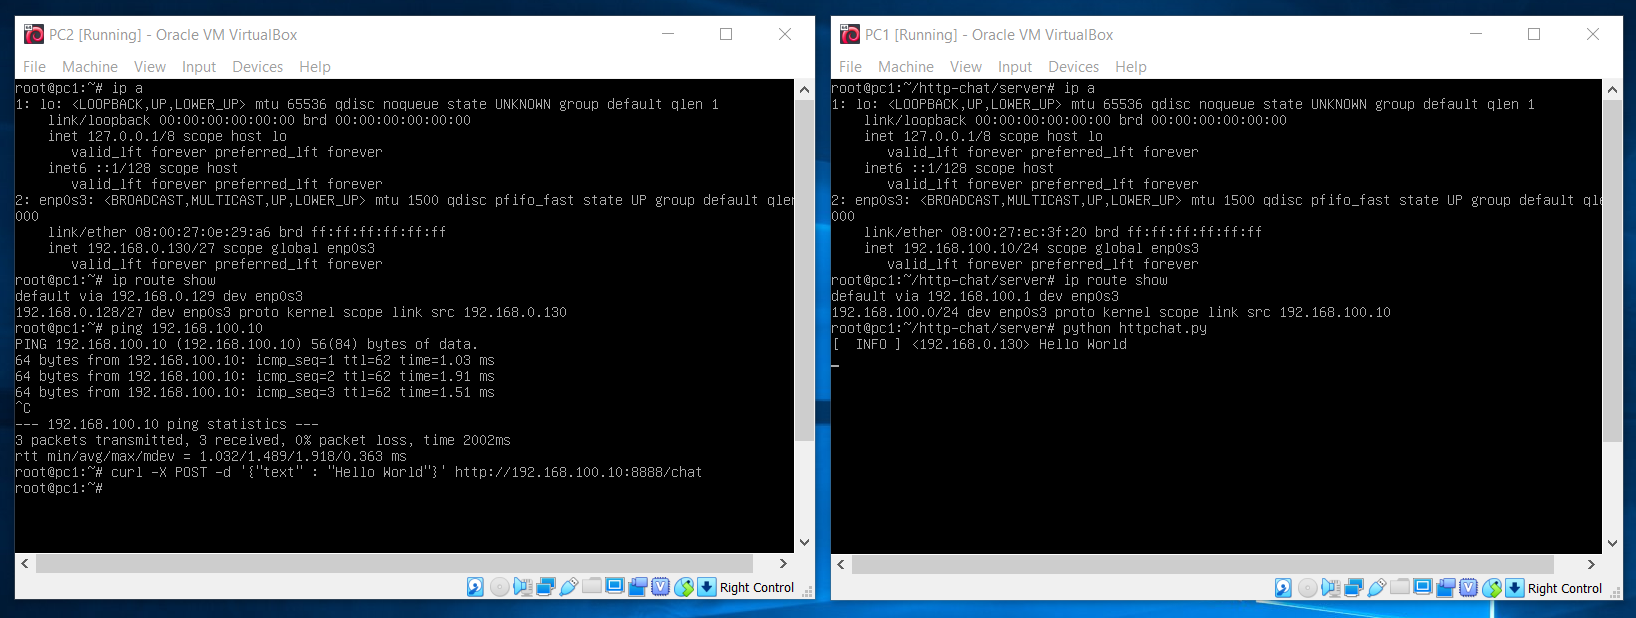 PC2 [Running] - Oracle VM VirtualBox
File Machine View Input Devices Help
root@pc1:~# ip a
1: lo: <LOOPBACK,UP,LOWER_UP> mtu 65536 qdisc noqueue state UNKNOWN group default qlen 1
link/loopback 00:00:00:00:00:00 brd 00:00:00:00:00:00
inet 127.0.0.1/8 scope host lo
valid_lft forever preferred_lft forever
inet6 ::1/128 scope host
valid_lft forever preferred_lft forever
2: enp0s3: <BROADCAST,MULTICAST,UP,LOWER_UP> mtu 1500 qdisc pfifo_fast state UP group default qlen
000
link/ether 08:00:27:0e:29:a6 brd ff:ff:ff:ff:ff:ff
inet 192.168.0.130/27 scope global enp0s3
valid_lft forever preferred_lft forever
root@pc1:~# ip route show
default via 192.168.0.129 dev enp0s3
192.168.0.128/27 dev enp0s3 proto kernel scope link src 192.168.0.130
root@pc1:~# ping 192.168.100.10
PING 192.168.100.10 (192.168.100.10) 56(84) bytes of data.
64 bytes from 192.168.100.10: icmp_seq=1 ttl=62 time=1.03 ms
64 bytes from 192.168.100.10: icmp_seq=2 ttl=62 time=1.91 ms
64 bytes from 192.168.100.10: icmp_seq=3 ttl=62 time=1.51 ms
^C
--- 192.168.100.10 ping statistics ---
3 packets transmitted, 3 received, 0% packet loss, time 2002ms
rtt min/avg/max/mdev = 1.032/1.489/1.918/0.363 ms
root@pc1:~# curl -X POST -d '{"text" : "Hello World"}' http://192.168.100.10:8888/chat
root@pc1:~#
Right Control
PC1 [Running] - Oracle VM VirtualBox
File Machine View Input Devices Help
root@pc1:~/http-chat/server# ip a
1: lo: <LOOPBACK,UP,LOWER_UP> mtu 65536 qdisc noqueue state UNKNOWN group default qlen 1
link/loopback 00:00:00:00:00:00 brd 00:00:00:00:00:00
inet 127.0.0.1/8 scope host lo
valid_lft forever preferred_lft forever
inet6 ::1/128 scope host
valid_lft forever preferred_lft forever
2: enp0s3: <BROADCAST,MULTICAST,UP,LOWER_UP> mtu 1500 qdisc pfifo_fast state UP group default qle
000
link/ether 08:00:27:ec:3f:20 brd ff:ff:ff:ff:ff:ff
inet 192.168.100.10/24 scope global enp0s3
valid_lft forever preferred_lft forever
root@pc1:~/http-chat/server# ip route show
default via 192.168.100.1 dev enp0s3
192.168.100.0/24 dev enp0s3 proto kernel scope link src 192.168.100.10
root@pc1:~/http-chat/server# python httpchat.py
[  INFO ] <192.168.0.130> Hello World
Right Control